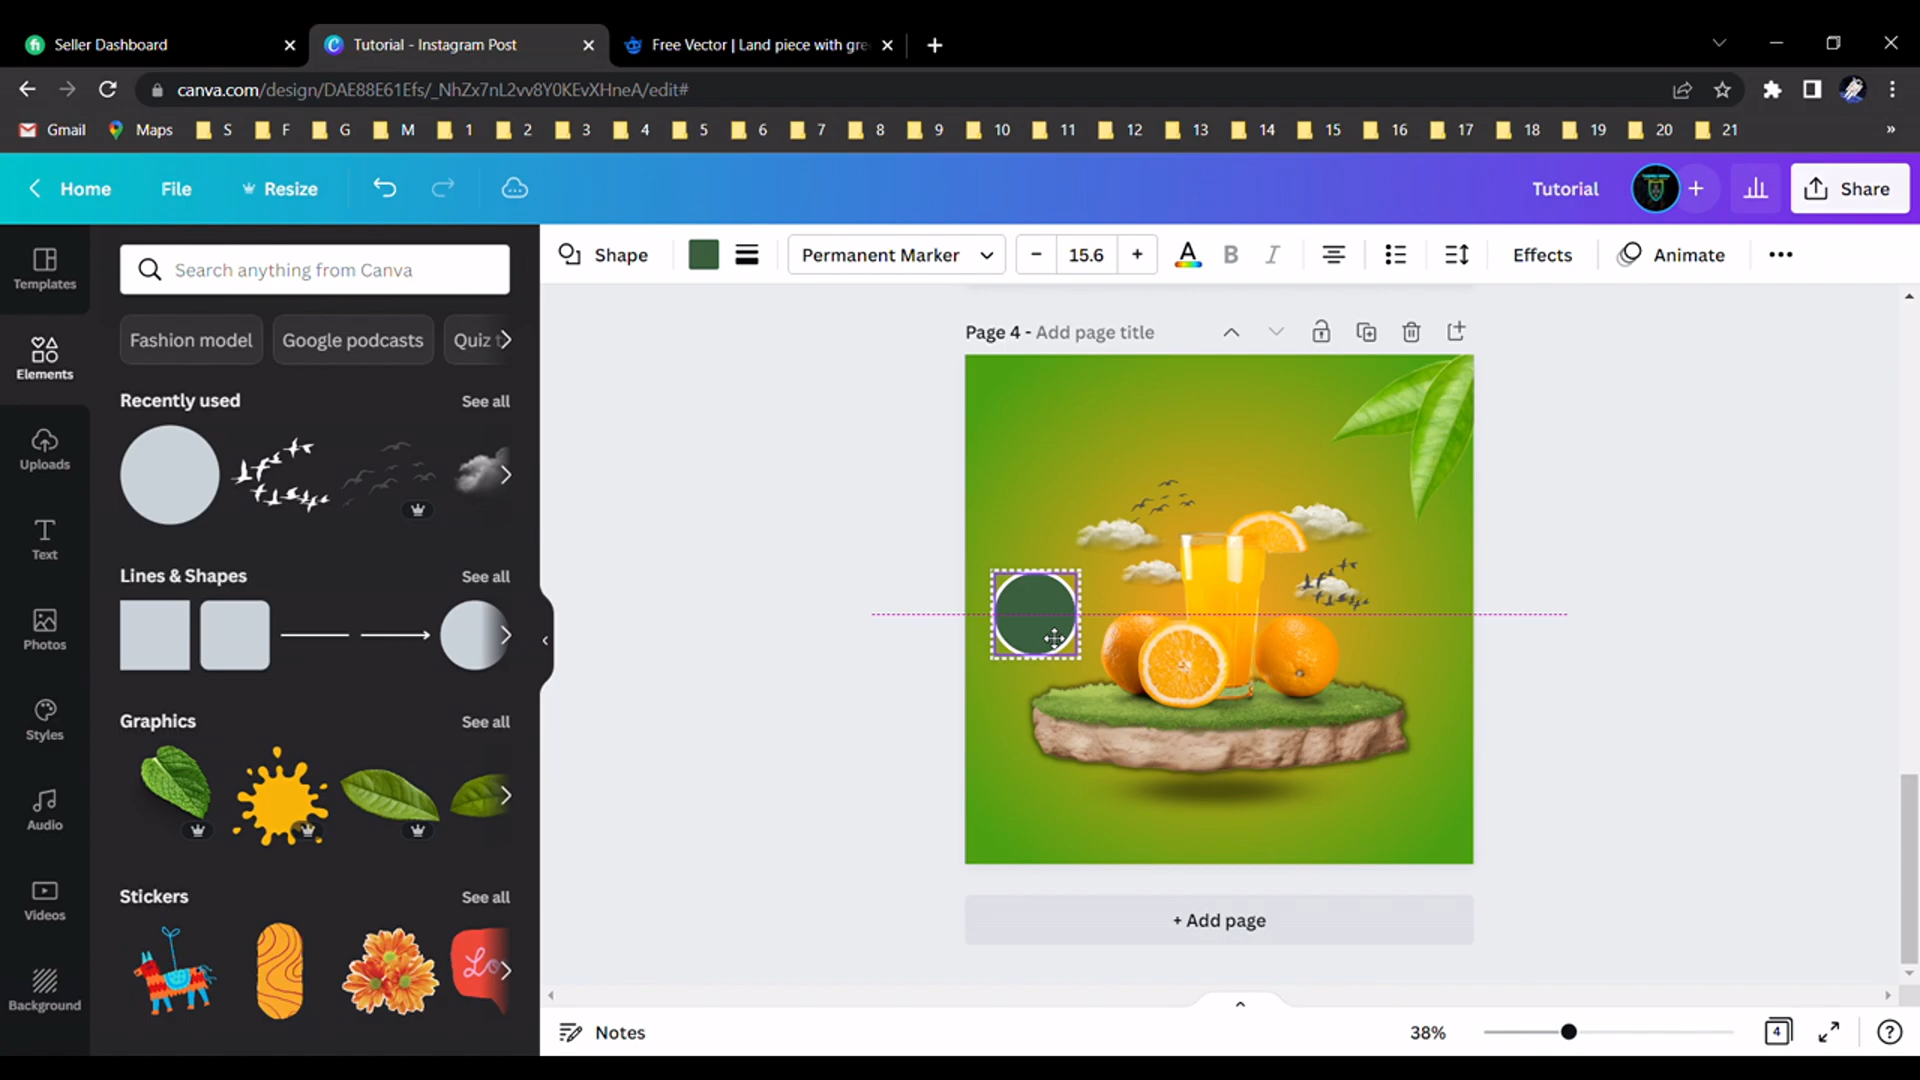 Seller Dashboard
Tutorial - Instagram Post
Free Vector | Land piece with gre
canva.com/design/DAE88E61Efs/_NhZx7nL2vv8Y0KEvXHneA/edit#
Gmail Maps S F G M 1 2 3 4 5 6 7 8 9 10 11 12 13 14 15 16 17 18 19 20 21 »
Home File Resize Tutorial Share
Templates
Elements
Uploads
Text
Photos
Styles
Audio
Videos
Background
Search anything from Canva
Fashion model Google podcasts Quiz t
Recently used See all
Lines & Shapes See all
Graphics See all
Stickers See all
Lo
Shape Permanent Marker − 15.6 + A B I Effects Animate
Page 4 - Add page title
+ Add page
Notes 38% 4 ?